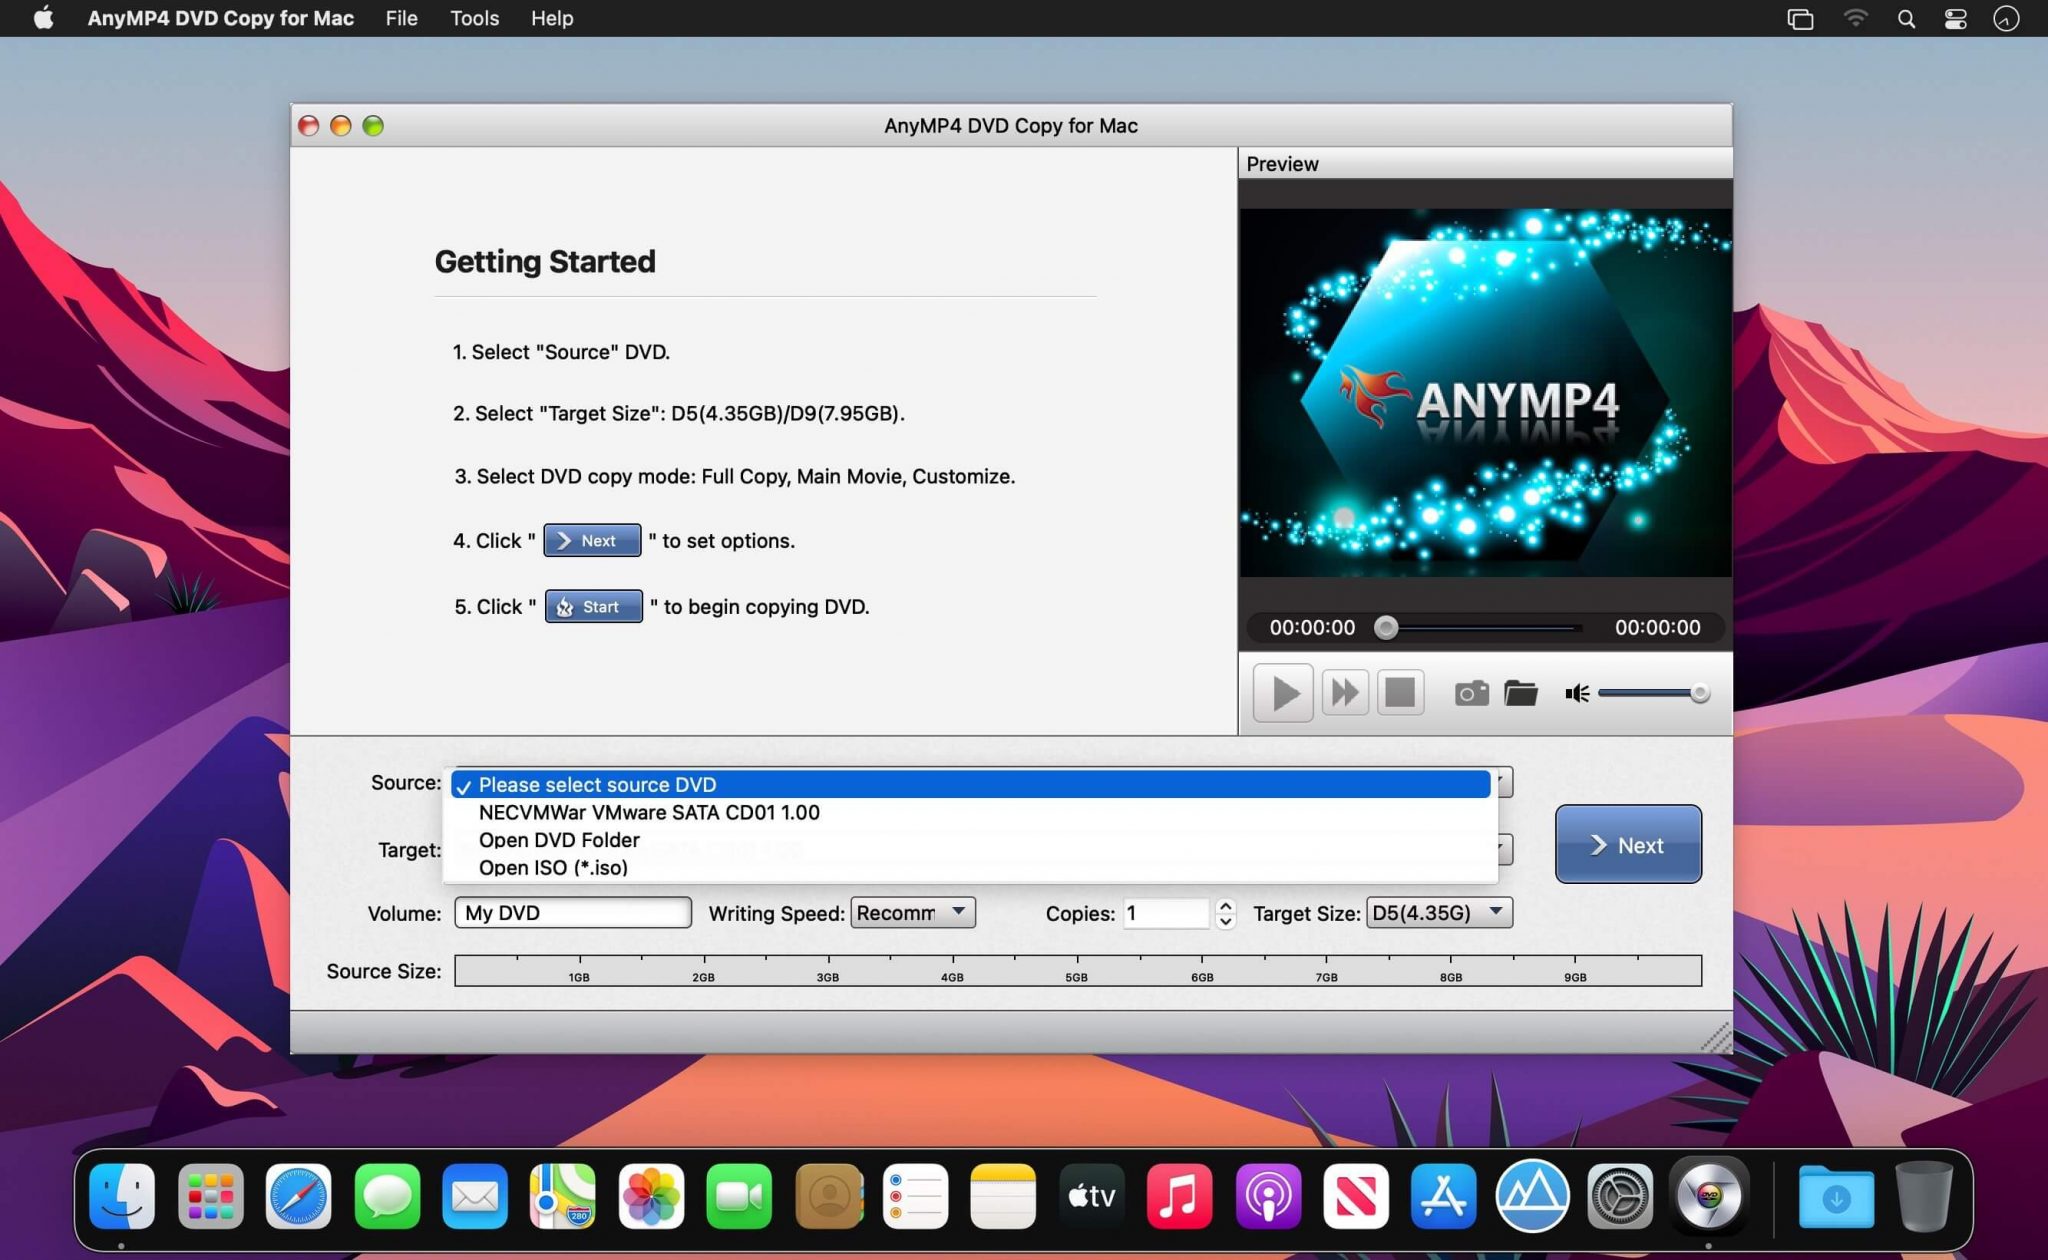 AnyMP4 DVD Copy for Mac File Tools Help
AnyMP4 DVD Copy for Mac
Preview
Getting Started
1. Select "Source" DVD.
2. Select "Target Size": D5(4.35GB)/D9(7.95GB).
3. Select DVD copy mode: Full Copy, Main Movie, Customize.
4. Click " Next " to set options.
5. Click " Start " to begin copying DVD.
ANYMP4
00:00:00 00:00:00
Source: ✓ Please select source DVD
NECVMWar VMware SATA CD01 1.00
Open DVD Folder
Target:
Open ISO (*.iso)
Next
Volume: My DVD Writing Speed: Recomm Copies: 1 Target Size: D5(4.35G)
Source Size: 1GB 2GB 3GB 4GB 5GB 6GB 7GB 8GB 9GB
280
tv
DVD